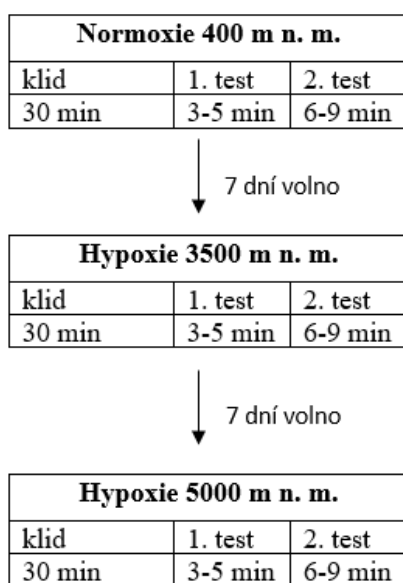 Normoxie 400 m n. m.
klid 1. test 2. test
30 min 3-5 min 6-9 min
7 dní volno
Hypoxie 3500 m n. m.
klid 1. test 2. test
30 min 3-5 min 6-9 min
7 dní volno
Hypoxie 5000 m n. m.
klid 1. test 2. test
30 min 3-5 min 6-9 min